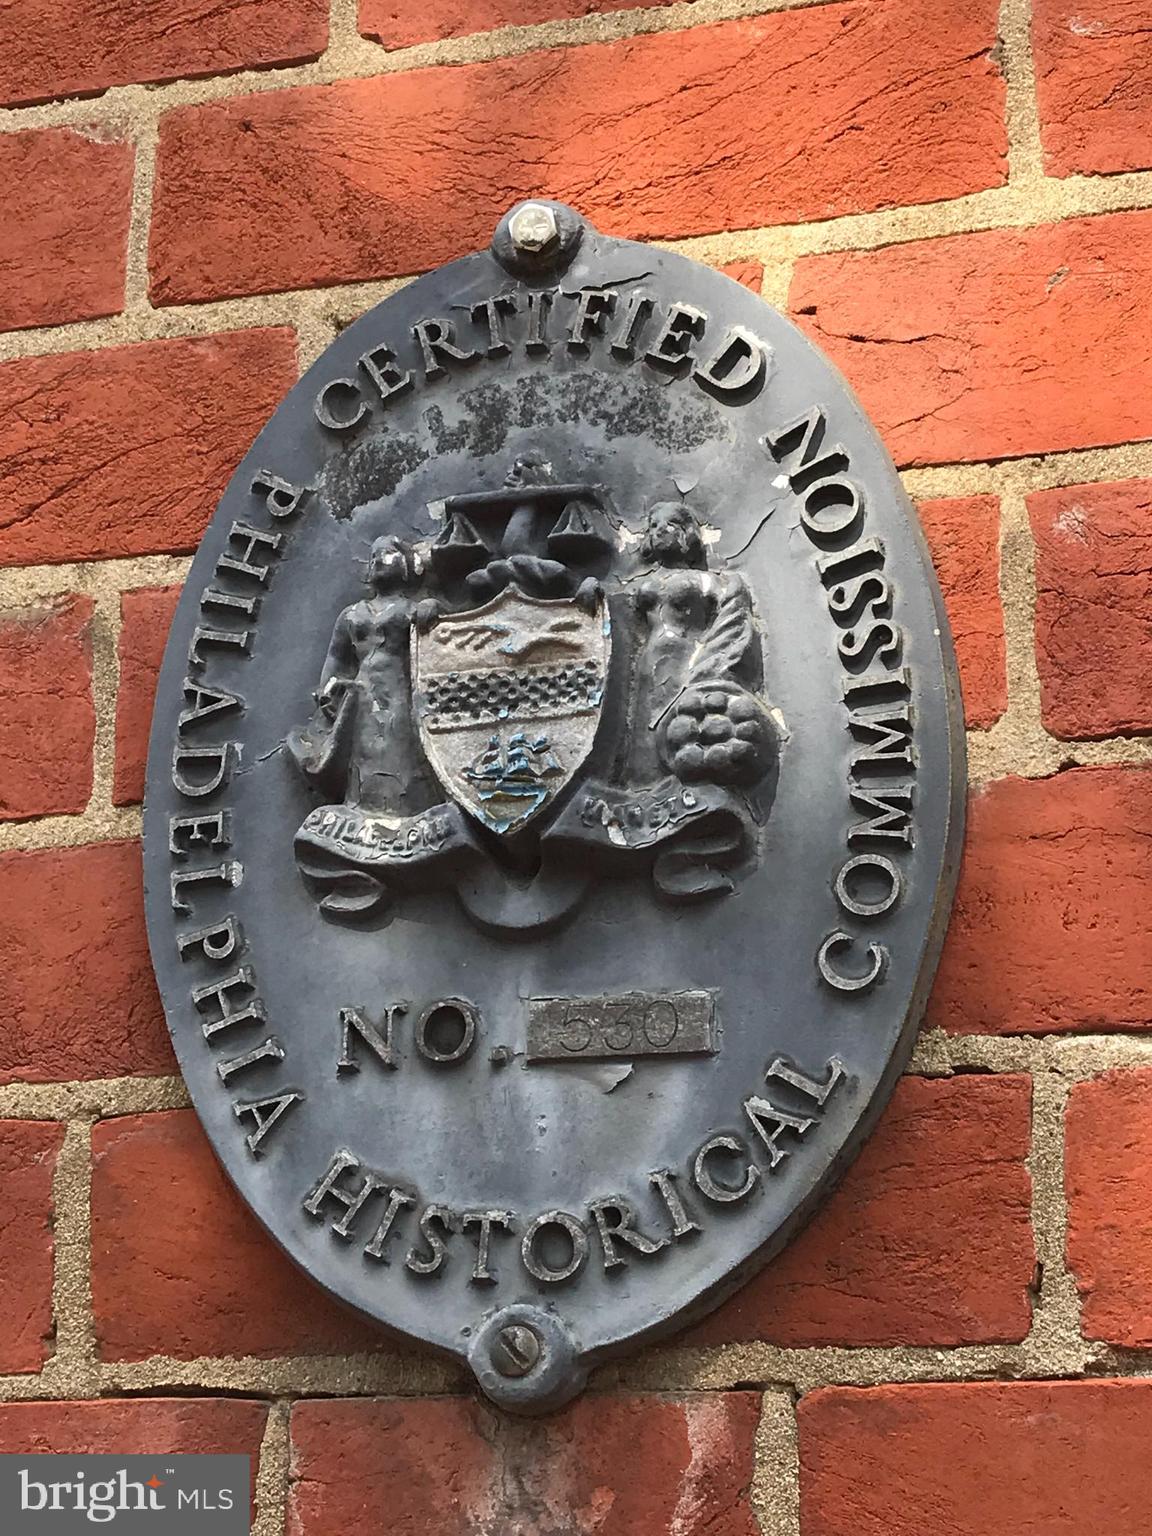 CERTIFIED
PHILADELPHIA
HISTORICAL
COMMISSION
NO. 530
bright MLS